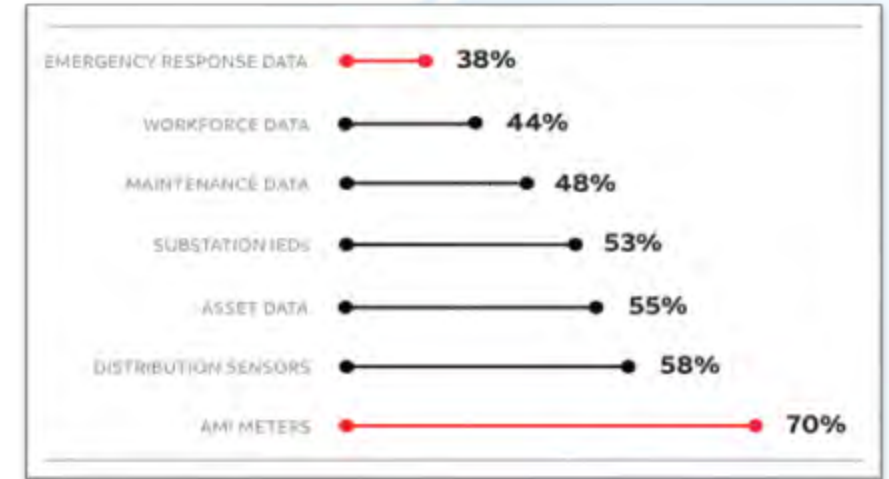 EMERGENCY RESPONSE DATA 38%
WORKFORCE DATA 44%
MAINTENANCE DATA 48%
SUBSTATION IEDs 53%
ASSET DATA 55%
DISTRIBUTION SENSORS 58%
AMI METERS 70%